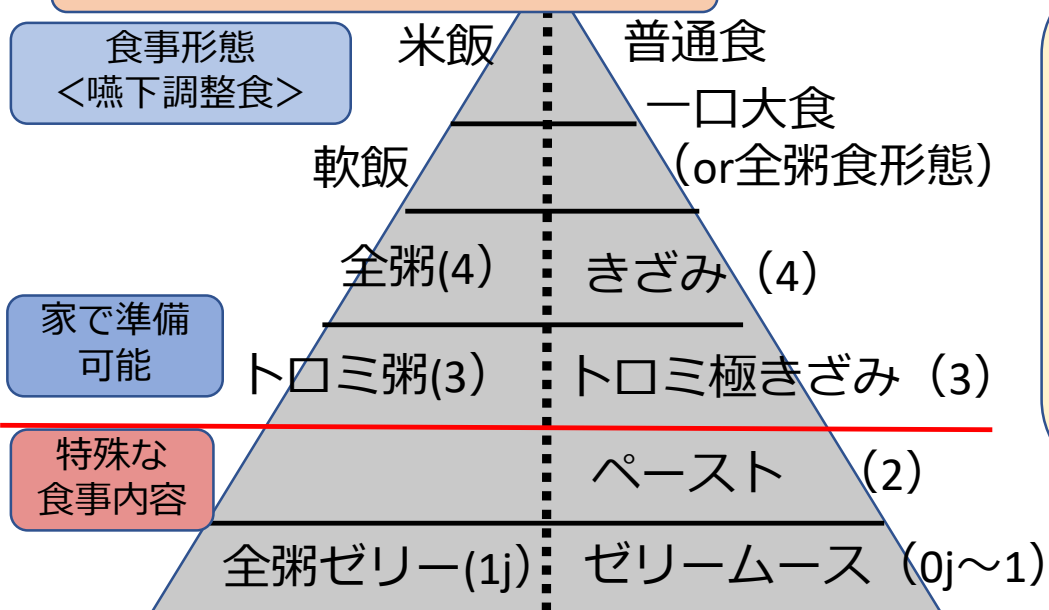 食事形態
<嚥下調整食>
米飯
普通食
一口大食
(or全粥食形態)
軟飯
全粥(4)
きざみ(4)
家で準備
可能
トロミ粥(3)
トロミ極きざみ(3)
特殊な
食事内容
ペースト (2)
全粥ゼリー(1j)
ゼリームース(0j~1)